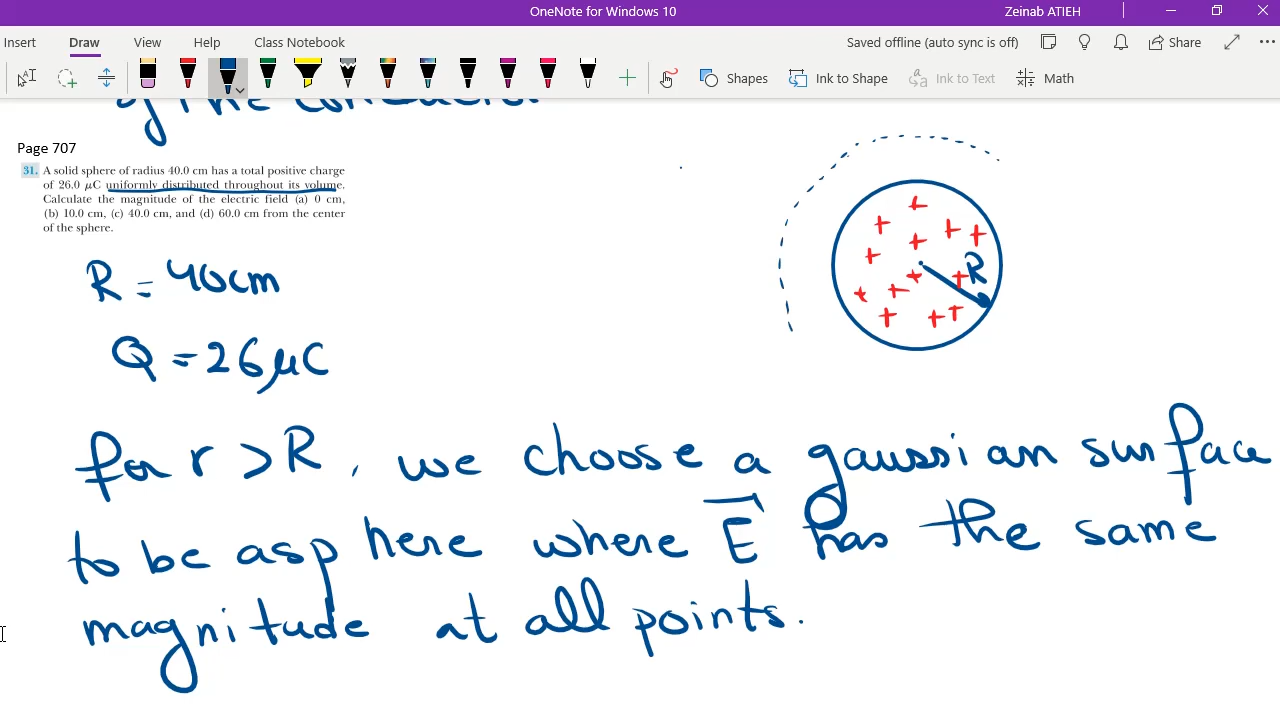 OneNote for Windows 10
Zeinab ATIEH
Insert
Draw
View
Help
Class Notebook
Saved offline (auto sync is off)
Share
Shapes
Ink to Shape
Ink to Text
Math
of the conductor.
Page 707
31. A solid sphere of radius 40.0 cm has a total positive charge
of 26.0 μC uniformly distributed throughout its volume.
Calculate the magnitude of the electric field (a) 0 cm,
(b) 10.0 cm, (c) 40.0 cm, and (d) 60.0 cm from the center
of the sphere.
R = 40cm
Q = 26μC
R
for r > R, we choose a gaussian surface
to be a sphere where E⃗ has the same
magnitude at all points.